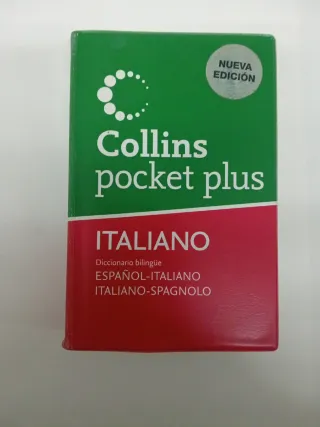 NUEVA
EDICIÓN
Collins
pocket plus
ITALIANO
Diccionario bilingüe
ESPAÑOL-ITALIANO
ITALIANO-SPAGNOLO